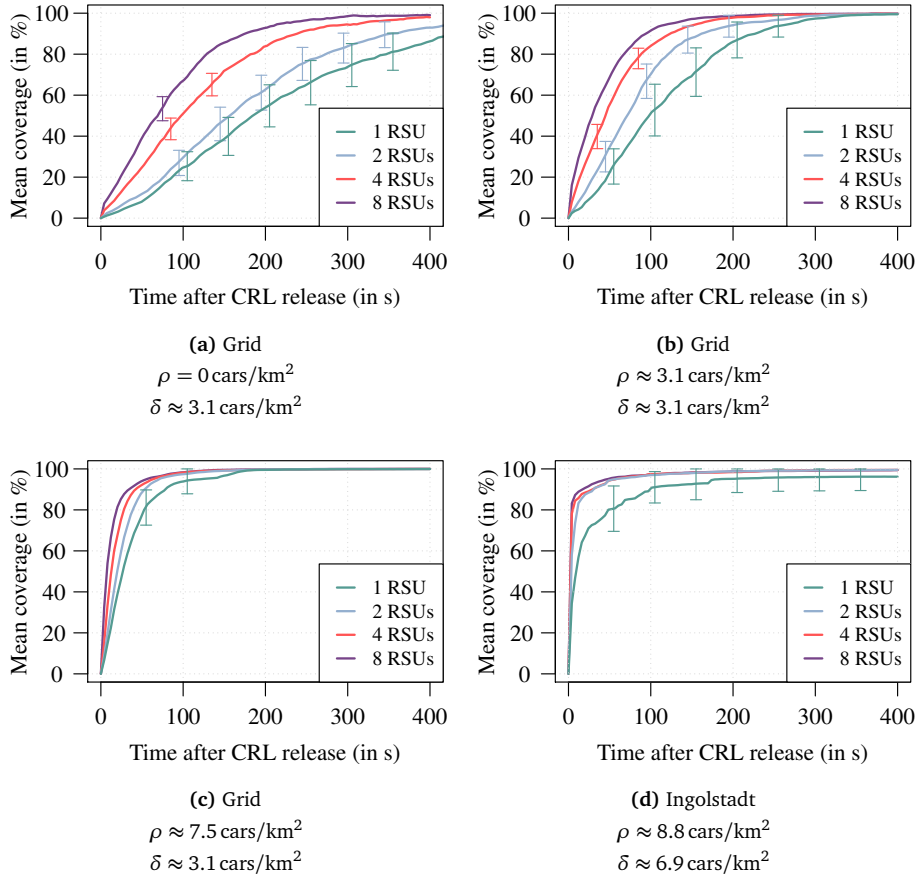 100
80
60
40
20
0
Mean coverage (in %)
1 RSU
2 RSUs
4 RSUs
8 RSUs
0 100 200 300 400
Time after CRL release (in s)
(a) Grid
ρ = 0 cars/km²
δ ≈ 3.1 cars/km²
100
80
60
40
20
0
Mean coverage (in %)
1 RSU
2 RSUs
4 RSUs
8 RSUs
0 100 200 300 400
Time after CRL release (in s)
(b) Grid
ρ ≈ 3.1 cars/km²
δ ≈ 3.1 cars/km²
100
80
60
40
20
0
Mean coverage (in %)
1 RSU
2 RSUs
4 RSUs
8 RSUs
0 100 200 300 400
Time after CRL release (in s)
(c) Grid
ρ ≈ 7.5 cars/km²
δ ≈ 3.1 cars/km²
100
80
60
40
20
0
Mean coverage (in %)
1 RSU
2 RSUs
4 RSUs
8 RSUs
0 100 200 300 400
Time after CRL release (in s)
(d) Ingolstadt
ρ ≈ 8.8 cars/km²
δ ≈ 6.9 cars/km²